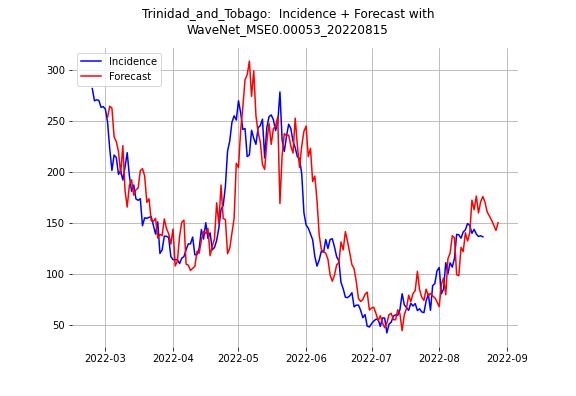 Trinidad_and_Tobago:  Incidence + Forecast with
WaveNet_MSE0.00053_20220815
Incidence
Forecast
300
250
200
150
100
50
2022-03 2022-04 2022-05 2022-06 2022-07 2022-08 2022-09